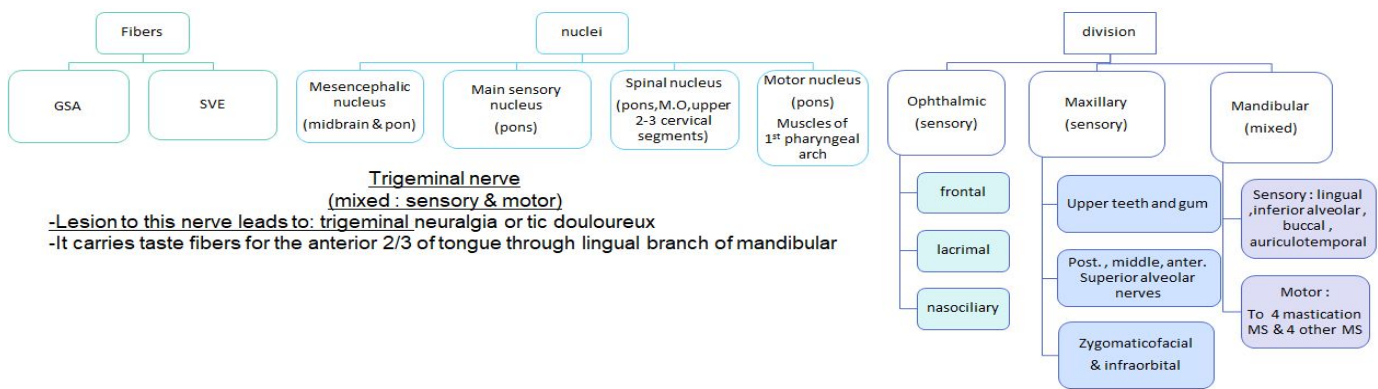 Fibers
GSA
SVE
nuclei
Mesencephalic
nucleus
(midbrain & pon)
Main sensory
nucleus
(pons)
Spinal nucleus
(pons,M.O,upper
2-3 cervical
segments)
Motor nucleus
(pons)
Muscles of
1st pharyngeal
arch
Trigeminal nerve
(mixed : sensory & motor)
-Lesion to this nerve leads to: trigeminal neuralgia or tic douloureux
-It carries taste fibers for the anterior 2/3 of tongue through lingual branch of mandibular
division
Ophthalmic
(sensory)
frontal
lacrimal
nasociliary
Maxillary
(sensory)
Upper teeth and gum
Post. , middle, anter.
Superior alveolar
nerves
Zygomaticofacial
& infraorbital
Mandibular
(mixed)
Sensory : lingual
,inferior alveolar ,
buccal ,
auriculotemporal
Motor :
To 4 mastication
MS & 4 other MS